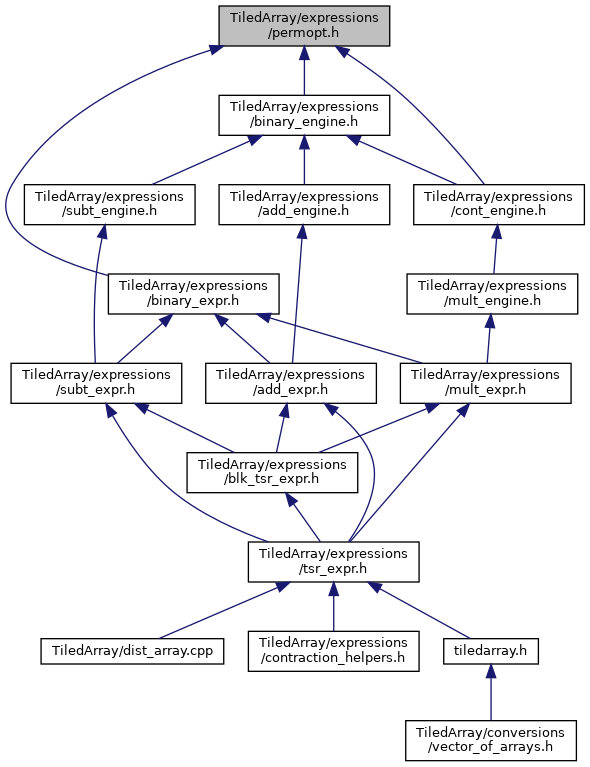 TiledArray/expressions
/permopt.h
TiledArray/expressions
/binary_engine.h
TiledArray/expressions
/subt_engine.h
TiledArray/expressions
/add_engine.h
TiledArray/expressions
/cont_engine.h
TiledArray/expressions
/binary_expr.h
TiledArray/expressions
/mult_engine.h
TiledArray/expressions
/subt_expr.h
TiledArray/expressions
/add_expr.h
TiledArray/expressions
/mult_expr.h
TiledArray/expressions
/blk_tsr_expr.h
TiledArray/expressions
/tsr_expr.h
TiledArray/dist_array.cpp
TiledArray/expressions
/contraction_helpers.h
tiledarray.h
TiledArray/conversions
/vector_of_arrays.h